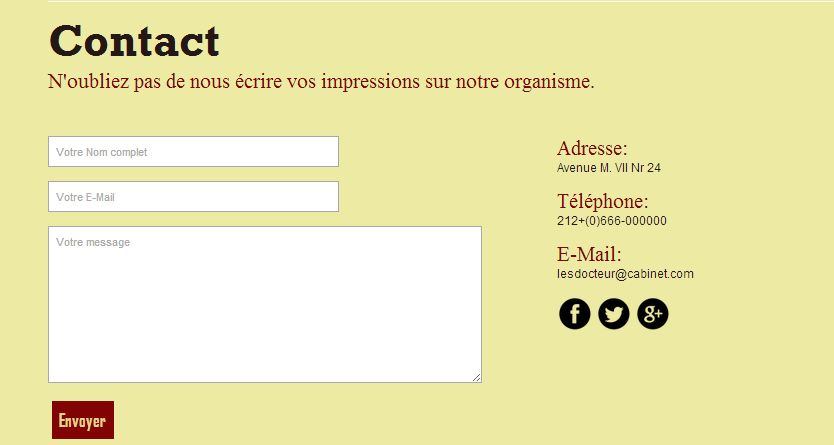 Contact
N'oubliez pas de nous écrire vos impressions sur notre organisme.
Votre Nom complet
Votre E-Mail
Votre message
Envoyer
Adresse:
Avenue M. VII Nr 24
Téléphone:
212+(0)666-000000
E-Mail:
lesdocteur@cabinet.com